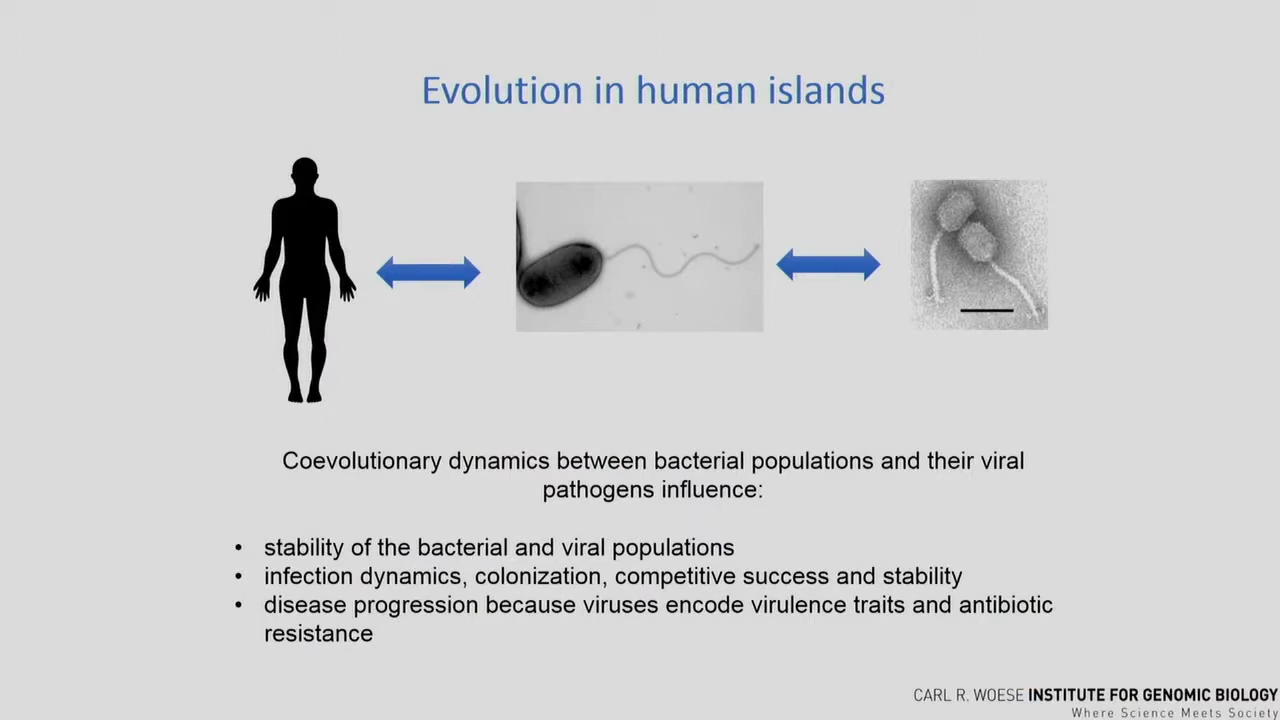 Evolution in human islands
Coevolutionary dynamics between bacterial populations and their viral
pathogens influence:
• stability of the bacterial and viral populations
• infection dynamics, colonization, competitive success and stability
• disease progression because viruses encode virulence traits and antibiotic
resistance
CARL R. WOESE INSTITUTE FOR GENOMIC BIOLOGY
Where Science Meets Society